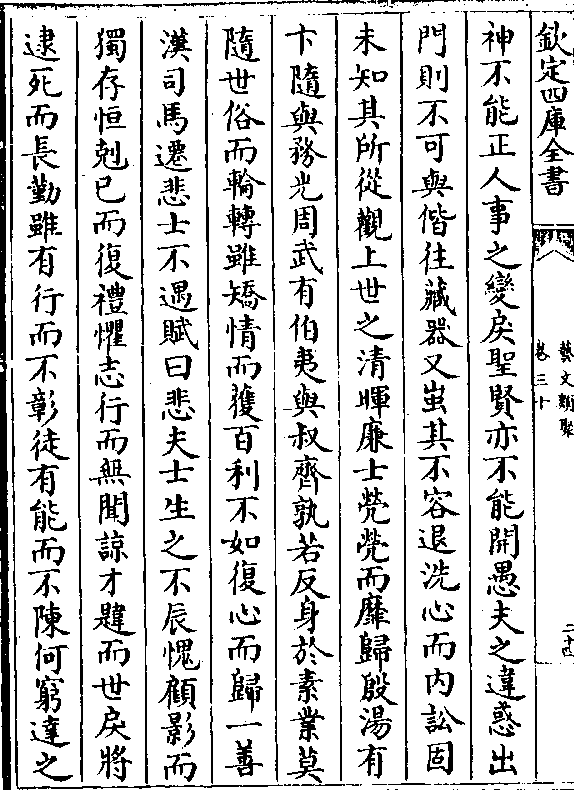 欽定四庫全書
藝文類聚
卷三十
二十四
神不能正人事之變戾聖賢亦不能開愚夫之違惑出
門則不可與偕往藏器又蚩其不容退洗心而內訟固
未知其所從觀上世之清暉廉士煢煢而靡歸殷湯有
卞隨與務光周武有伯夷與叔齊孰若反身於素業莫
隨世俗而輪轉雖矯情而獲百利不如復心而歸一善
漢司馬遷悲士不遇賦曰悲夫士生之不辰愧顧影而
獨存恒剋已而復禮懼志行而無聞諒才韙而世戾將
逮死而長勤雖有行而不彰徒有能而不陳何窮達之